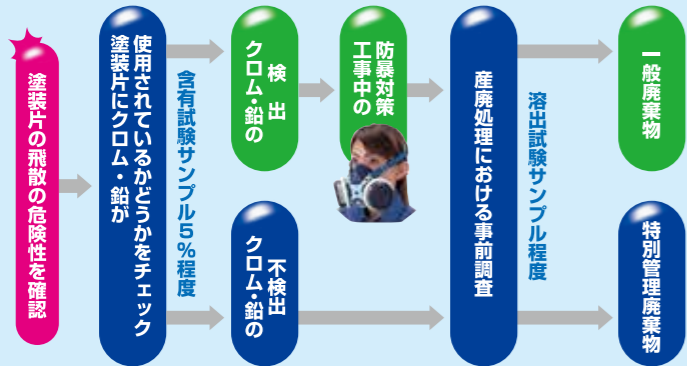 塗装片の飛散の危険性を確認
塗装片にクロム・鉛が
使用されているかどうかをチェック
含有試験サンプル5%程度
クロム・鉛の
検出
クロム・鉛の
不検出
工事中の
防暴対策
産廃処理における事前調査
溶出試験サンプル程度
一般廃棄物
特別管理廃棄物